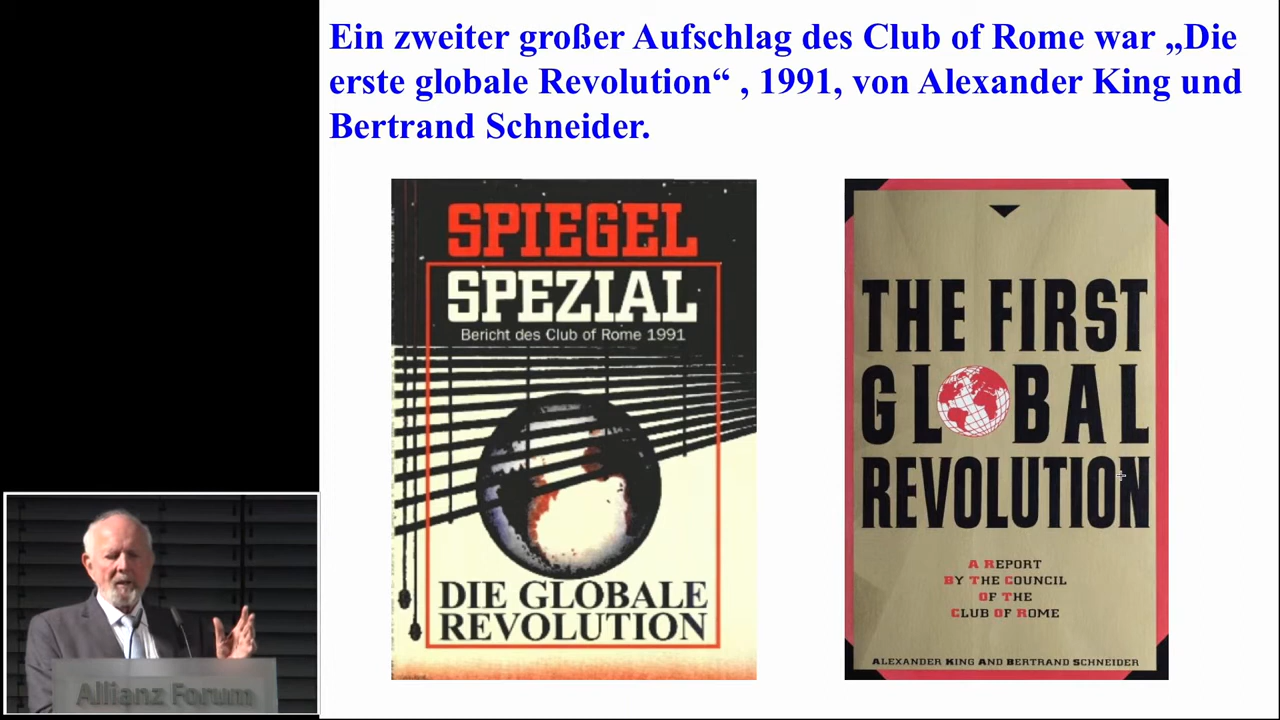 Ein zweiter großer Aufschlag des Club of Rome war „Die
erste globale Revolution“ , 1991, von Alexander King und
Bertrand Schneider.
SPIEGEL
SPEZIAL
Bericht des Club of Rome 1991
DIE GLOBALE
REVOLUTION
THE FIRST
GLOBAL
REVOLUTION
A REPORT
BY THE COUNCIL
OF THE
CLUB OF ROME
ALEXANDER KING AND BERTRAND SCHNEIDER
Allianz Forum